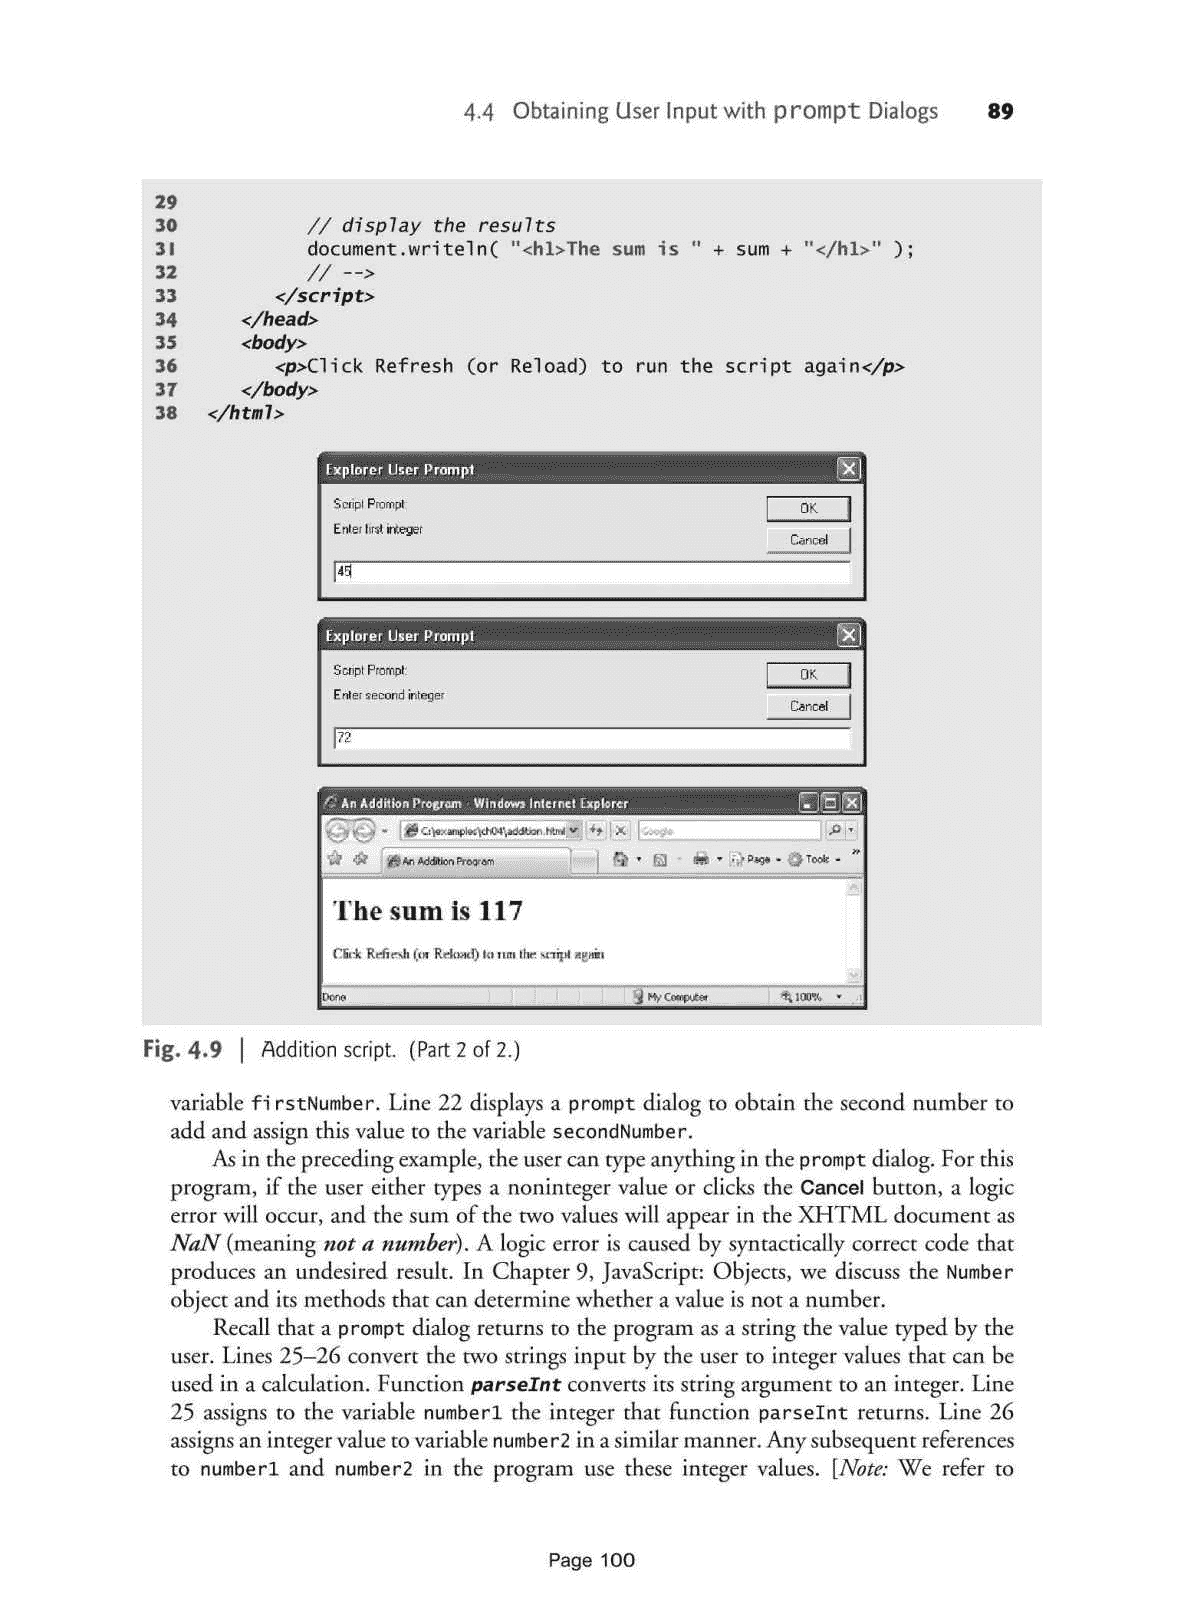 4.4 Obtaining User Input with prompt Dialogs 89
29
30 // display the results
31 document.writeln( "<h1>The sum is " + sum + "</h1>" );
32 // -->
33 </script>
34 </head>
35 <body>
36 <p>Click Refresh (or Reload) to run the script again</p>
37 </body>
38 </html>
Explorer User Prompt
Script Prompt:
OK
Enter first integer
Cancel
45
Explorer User Prompt
Script Prompt:
OK
Enter second integer
Cancel
72
An Addition Program - Windows Internet Explorer
C:\examples\ch04\addition.html
Google
An Addition Program
Page
Tools
The sum is 117
Click Refresh (or Reload) to run the script again
Done
My Computer
100%
Fig. 4.9 | Addition script. (Part 2 of 2.)
variable firstNumber. Line 22 displays a prompt dialog to obtain the second number to
add and assign this value to the variable secondNumber.
As in the preceding example, the user can type anything in the prompt dialog. For this
program, if the user either types a noninteger value or clicks the Cancel button, a logic
error will occur, and the sum of the two values will appear in the XHTML document as
NaN (meaning not a number). A logic error is caused by syntactically correct code that
produces an undesired result. In Chapter 9, JavaScript: Objects, we discuss the Number
object and its methods that can determine whether a value is not a number.
Recall that a prompt dialog returns to the program as a string the value typed by the
user. Lines 25–26 convert the two strings input by the user to integer values that can be
used in a calculation. Function parseInt converts its string argument to an integer. Line
25 assigns to the variable number1 the integer that function parseInt returns. Line 26
assigns an integer value to variable number2 in a similar manner. Any subsequent references
to number1 and number2 in the program use these integer values. [Note: We refer to
Page 100